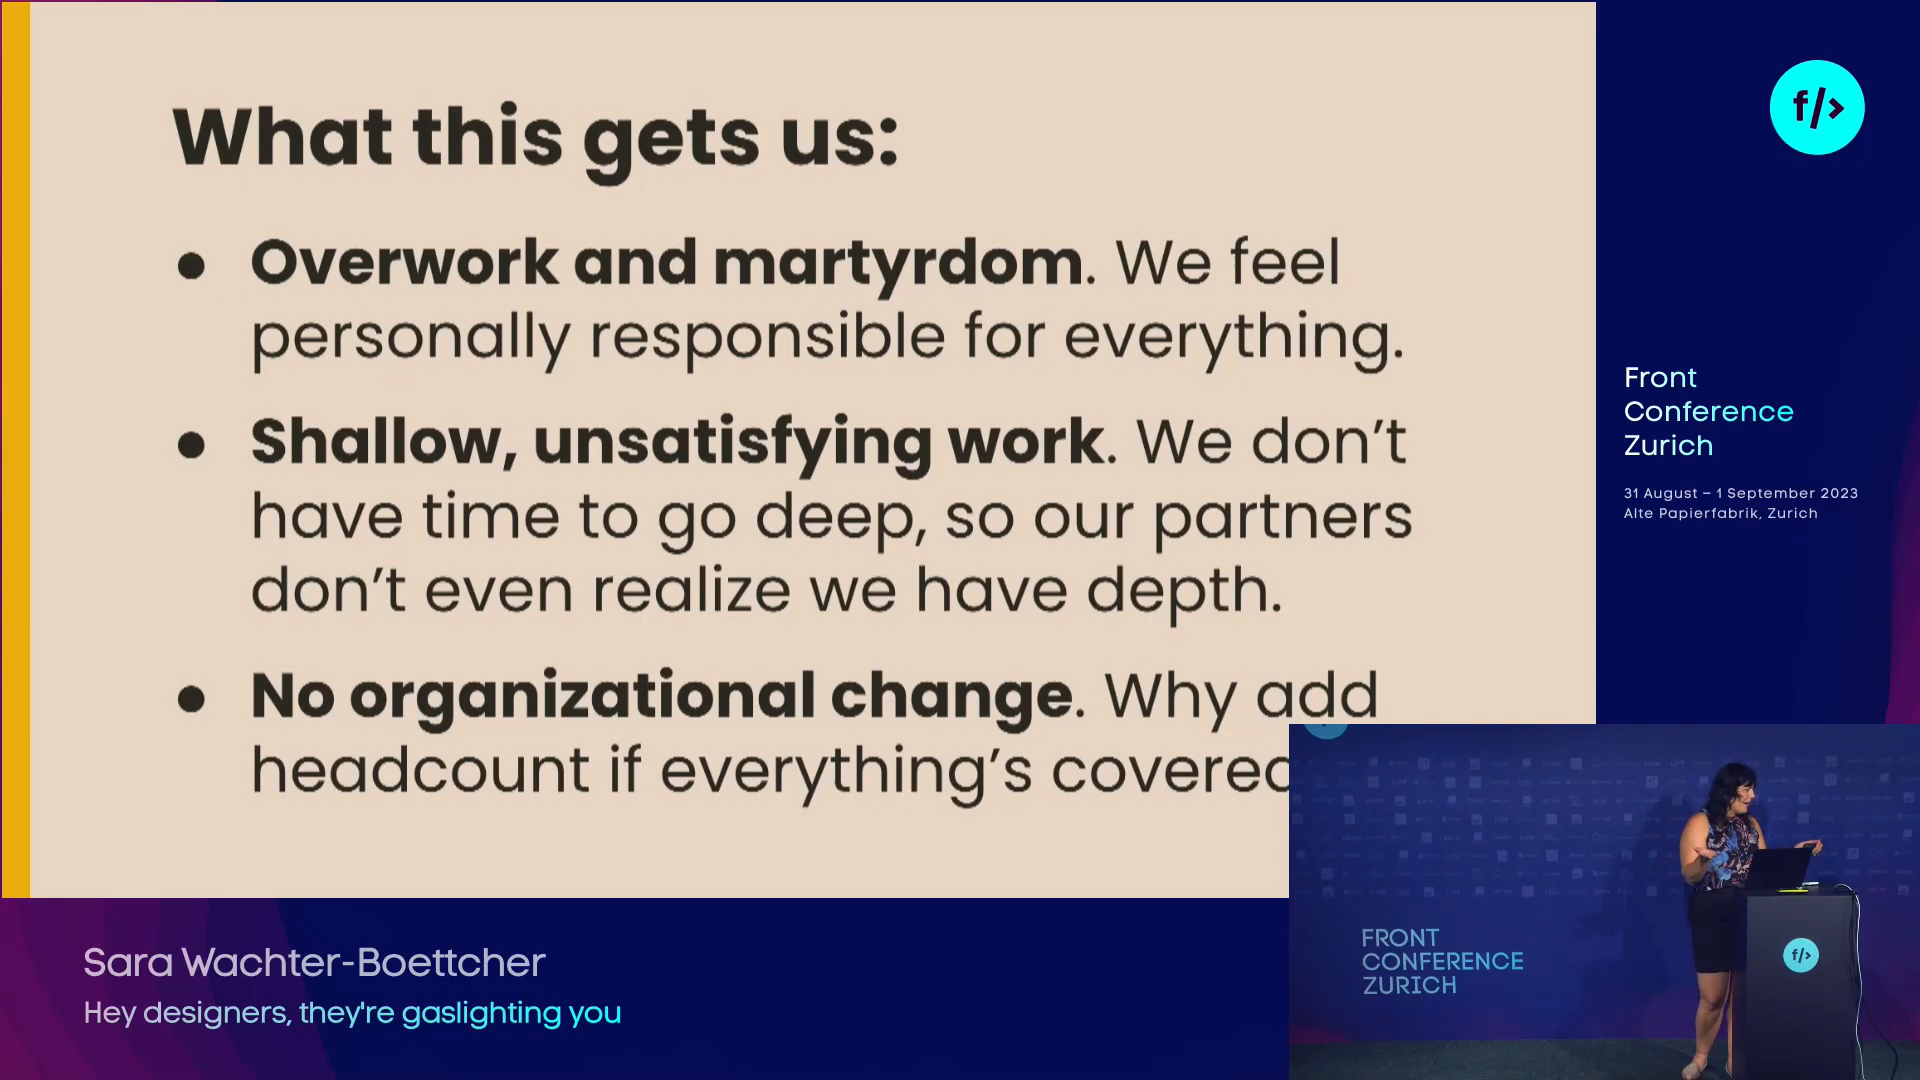 What this gets us:
● Overwork and martyrdom. We feel
personally responsible for everything.
● Shallow, unsatisfying work. We don’t
have time to go deep, so our partners
don’t even realize we have depth.
● No organizational change. Why add
headcount if everything’s covered
f/>
Front
Conference
Zurich
31 August – 1 September 2023
Alte Papierfabrik, Zurich
FRONT
CONFERENCE
ZURICH
f/>
Sara Wachter-Boettcher
Hey designers, they're gaslighting you